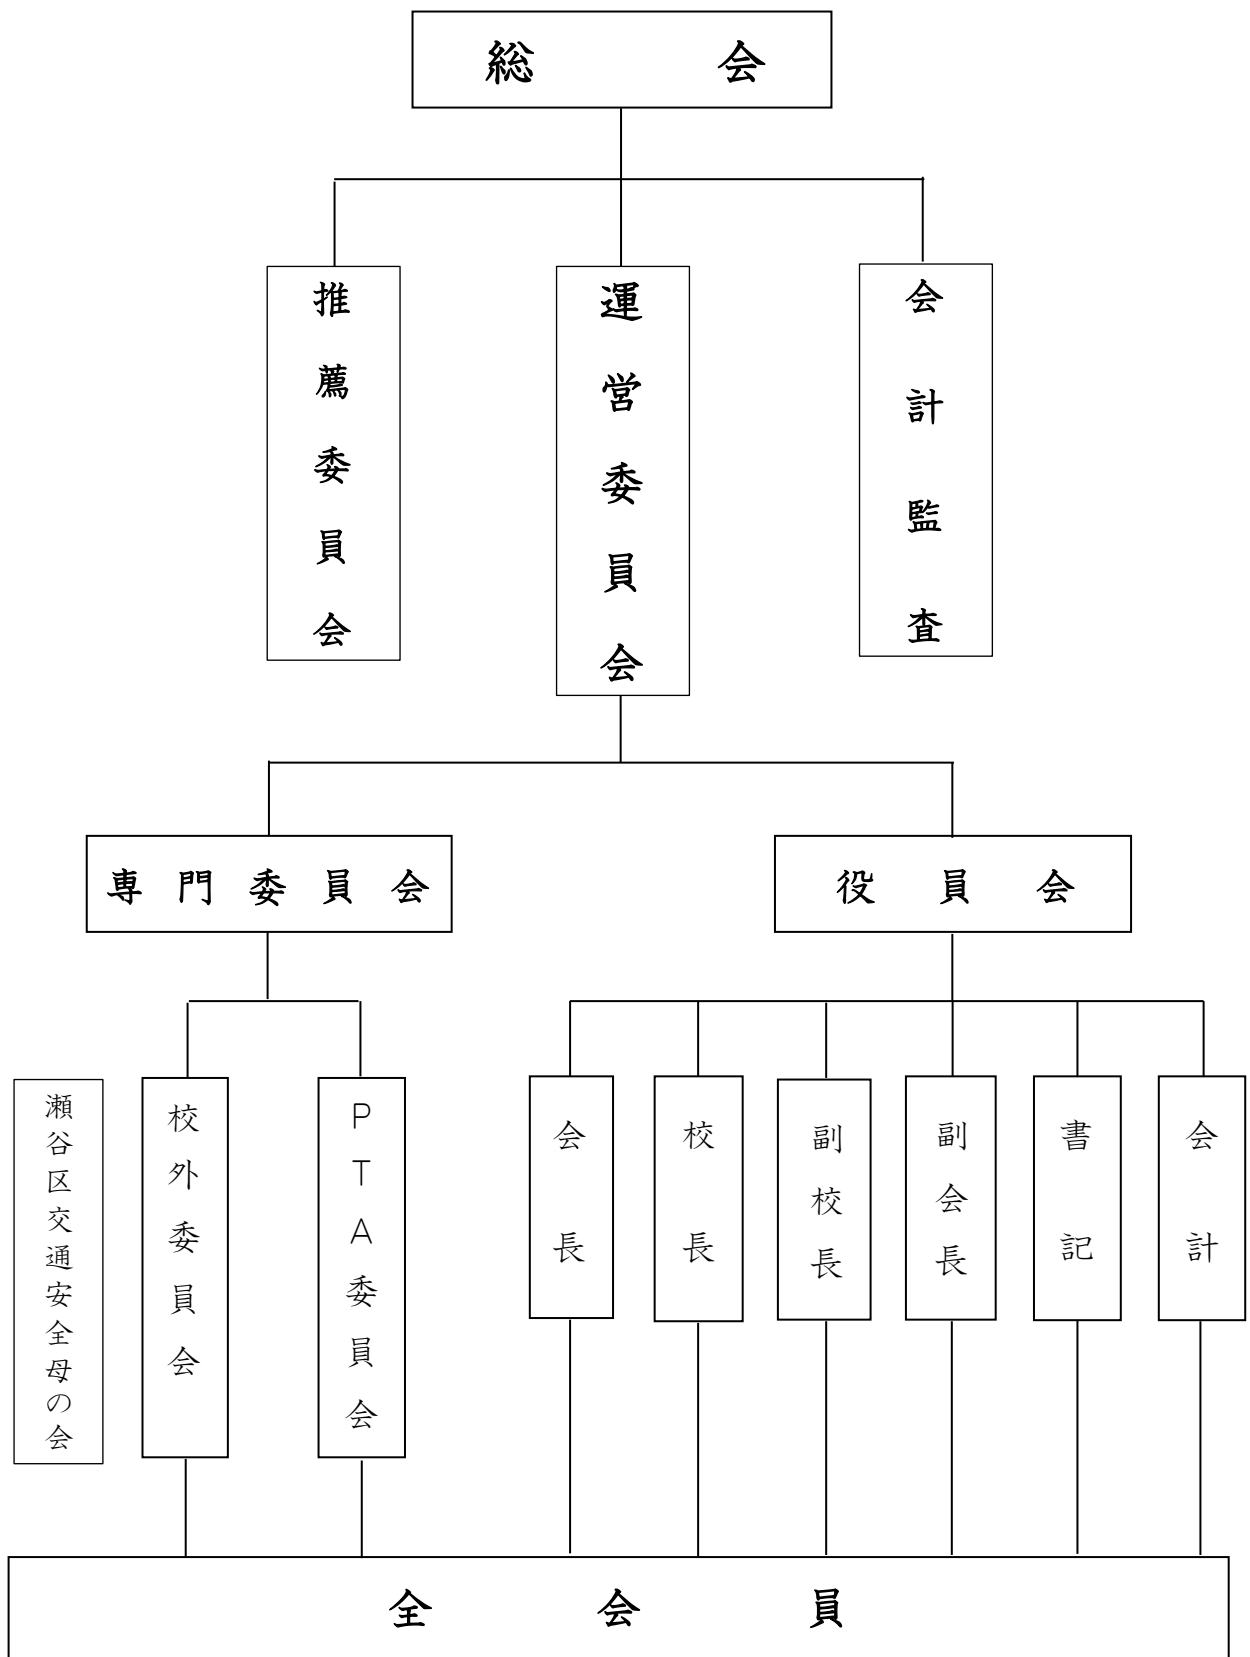 総会
推薦委員会
運営委員会
会計監査
専門委員会
役員会
瀬谷区交通安全母の会
校外委員会
PTA委員会
会長
校長
副校長
副会長
書記
会計
全会員